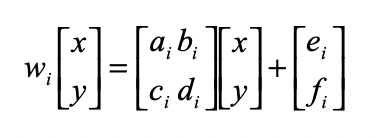 w_i [x y] = [a_i b_i c_i d_i] [x y] + [e_i f_i]